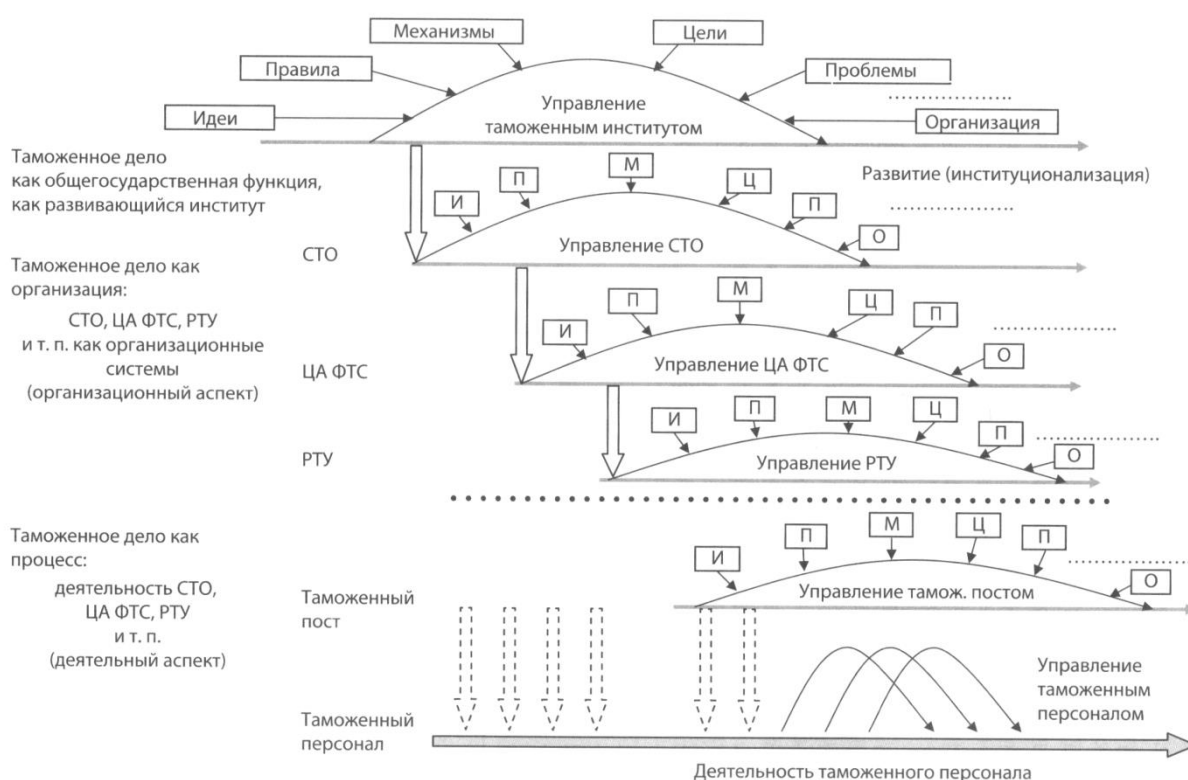 Механизмы
Цели
Правила
Проблемы
Идеи
Управление
таможенным институтом
Организация
Таможенное дело
как общегосударственная функция,
как развивающийся институт
Развитие (институционализация)
И
П
М
Ц
П
О
СТО
Управление СТО
Таможенное дело как
организация:
СТО, ЦА ФТС, РТУ
и т. п. как организационные
системы
(организационный аспект)
И
П
М
Ц
П
О
ЦА ФТС
Управление ЦА ФТС
И
П
М
Ц
П
О
РТУ
Управление РТУ
Таможенное дело как
процесс:
деятельность СТО,
ЦА ФТС, РТУ
и т. п.
(деятельный аспект)
И
П
М
Ц
П
О
Таможенный
пост
Управление тамож. постом
Управление
таможенным
персоналом
Таможенный
персонал
Деятельность таможенного персонала